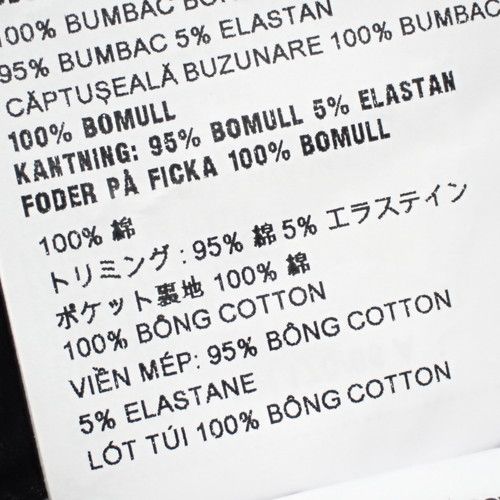 100% BUMBAC
95% BUMBAC 5% ELASTAN
CĂPTUŞEALĂ BUZUNARE 100% BUMBAC
100% BOMULL
KANTNING: 95% BOMULL 5% ELASTAN
FODER PÅ FICKA 100% BOMULL
100% 綿
トリミング : 95% 綿 5% エラステイン
ポケット裏地 100% 綿
100% BÔNG COTTON
VIỀN MÉP: 95% BÔNG COTTON
5% ELASTANE
LÓT TÚI 100% BÔNG COTTON